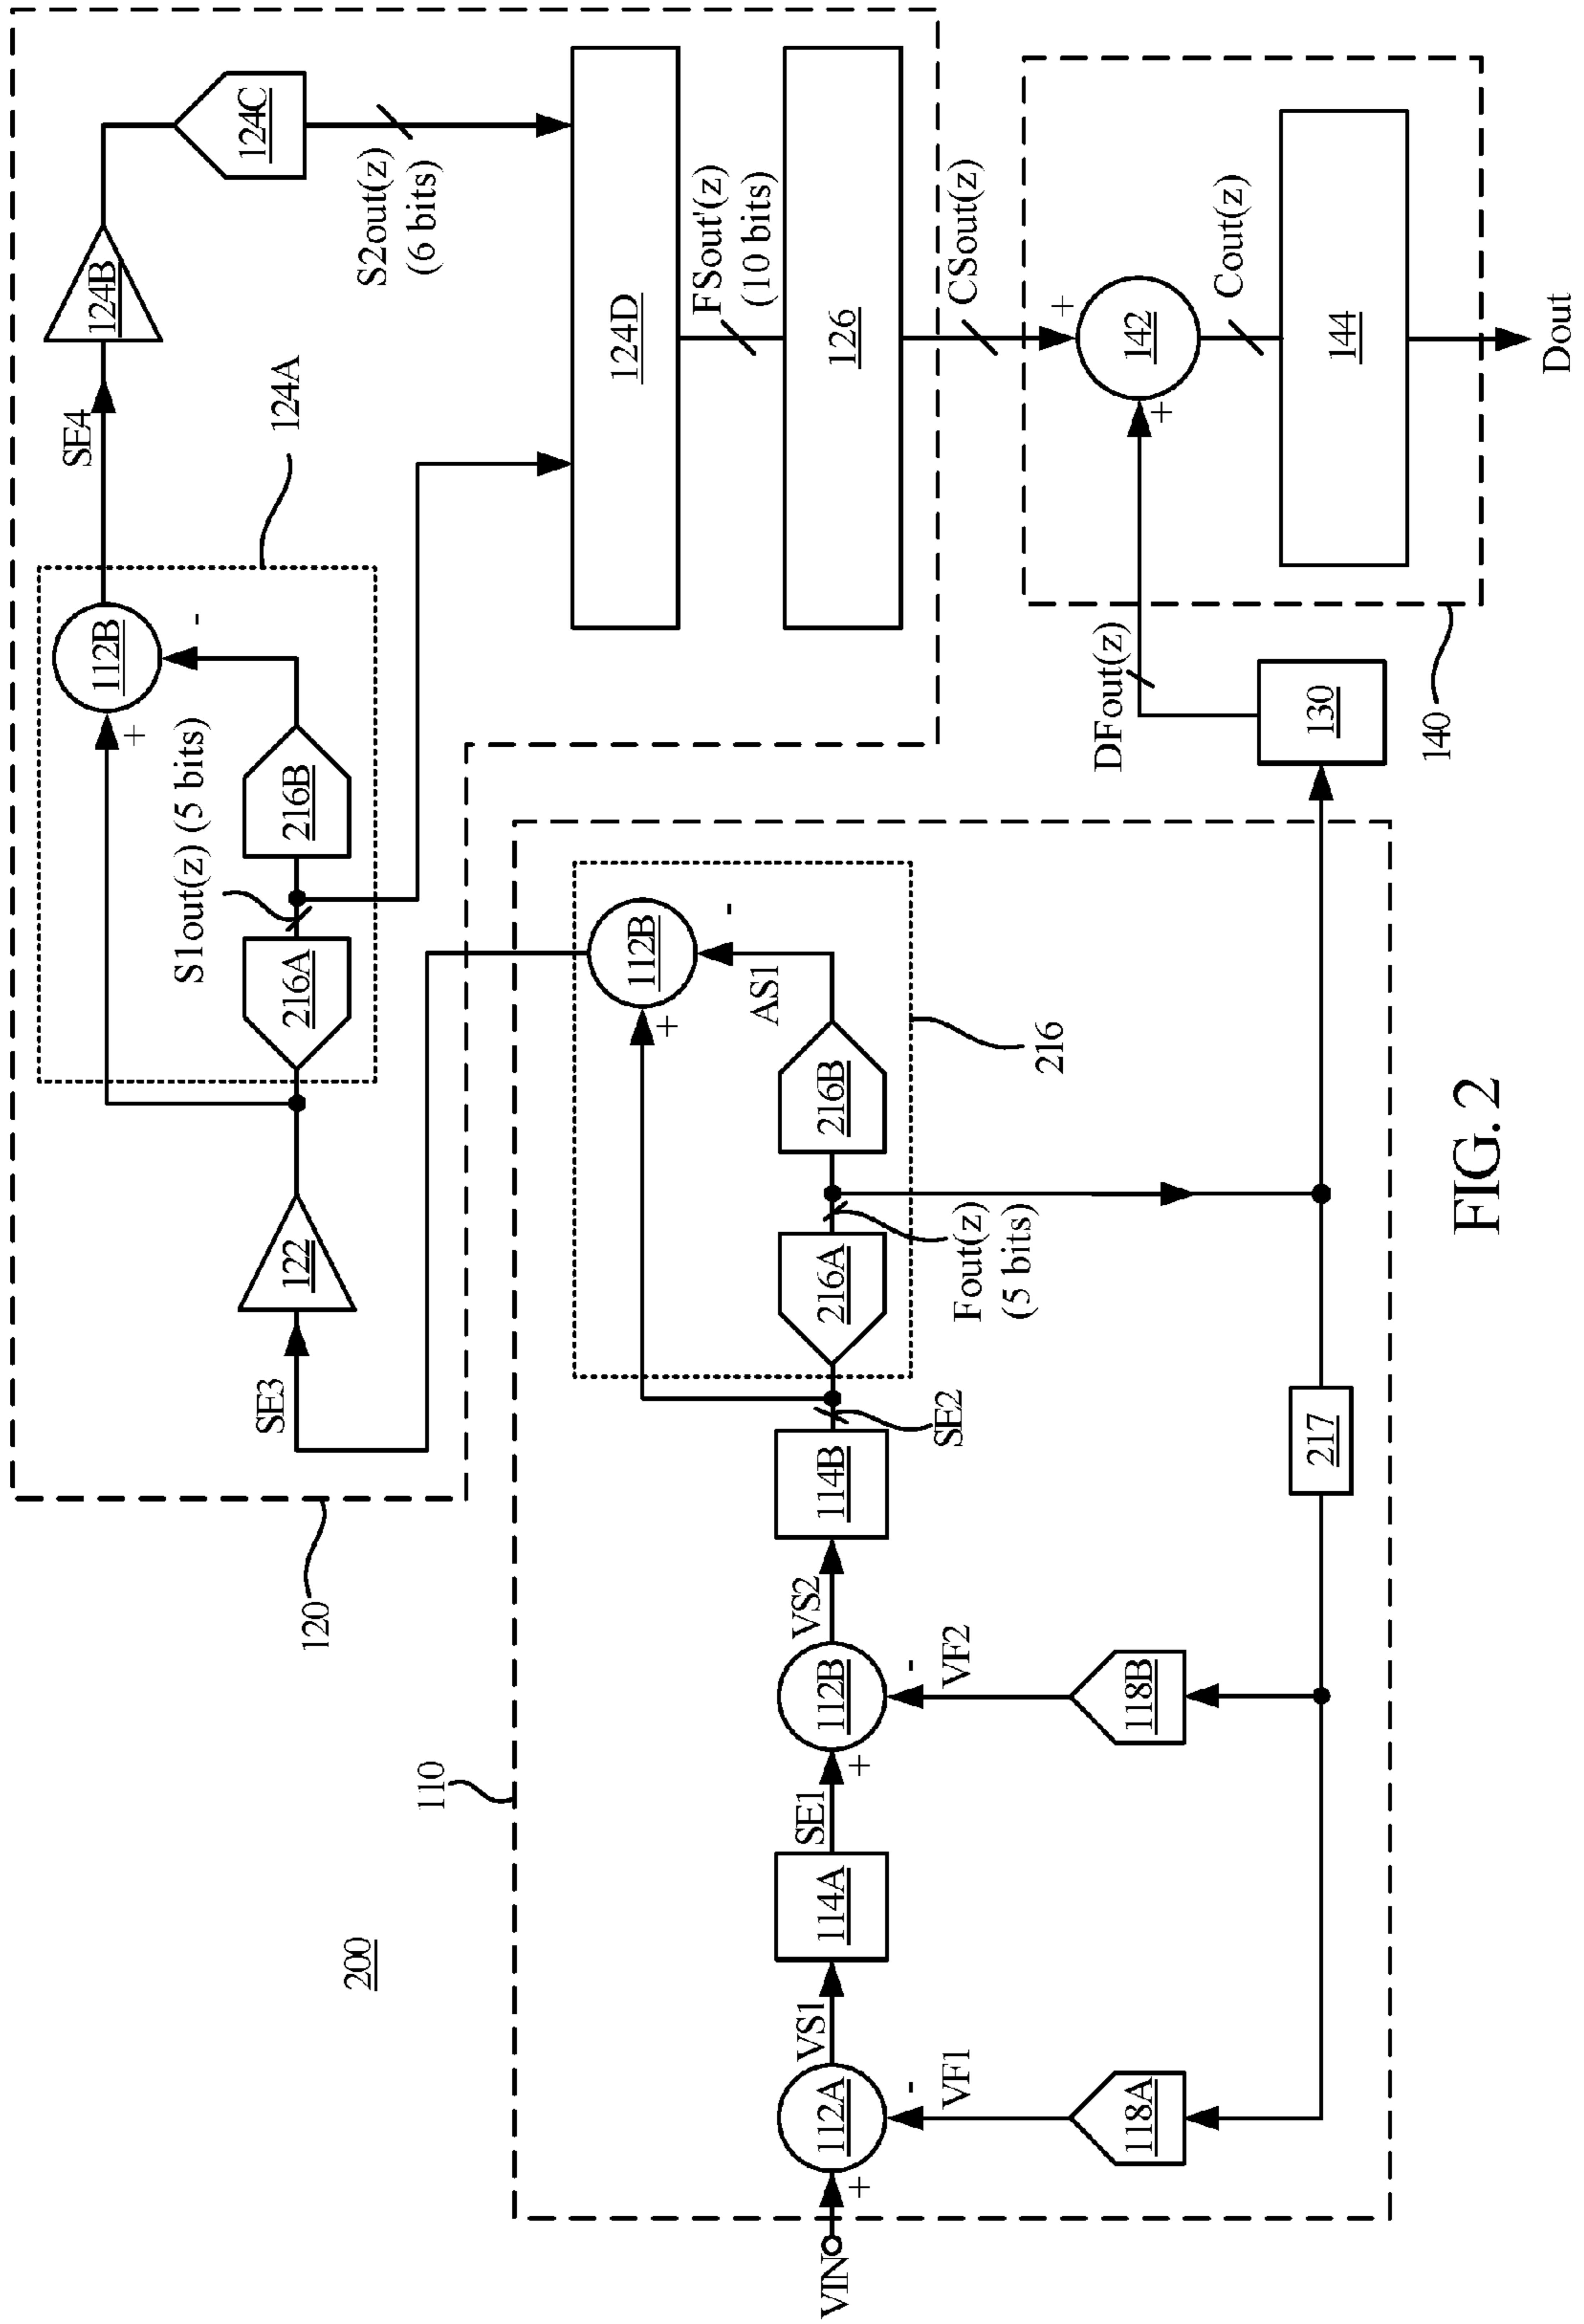 200
120
SE3
122
216A
S1out(z) (5 bits)
216B
112B
+
-
124A
SE4
124B
124C
S2out(z)
(6 bits)
124D
FSout'(z)
(10 bits)
126
CSout(z)
110
VIN
+
112A
-
VS1
VF1
118A
114A
SE1
+
112B
-
VS2
VF2
118B
114B
SE2
216A
Fout(z)
(5 bits)
216B
AS1
+
112B
-
216
217
130
DFout(z)
140
+
+
142
Cout(z)
144
Dout
FIG. 2